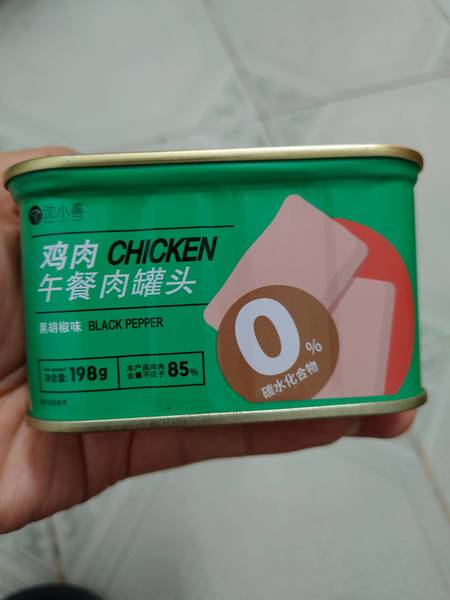 沈小善
鸡肉 CHICKEN
午餐肉罐头
黑胡椒味 BLACK PEPPER
净含量: 198g
本产品鸡肉
含量不低于 85%
0%
碳水化合物